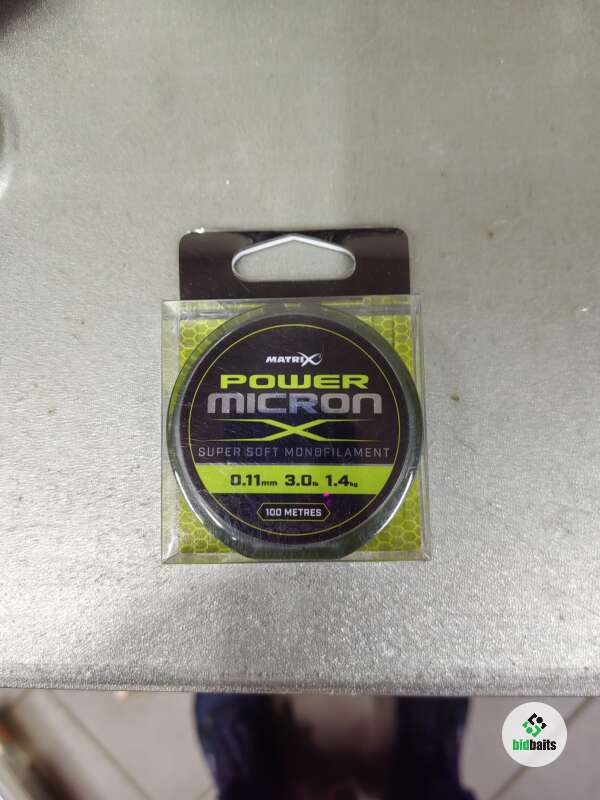 MATRIX
POWER
MICRON
X
SUPER SOFT MONOFILAMENT
0.11mm 3.0lb 1.4kg
100 METRES
bidbaits